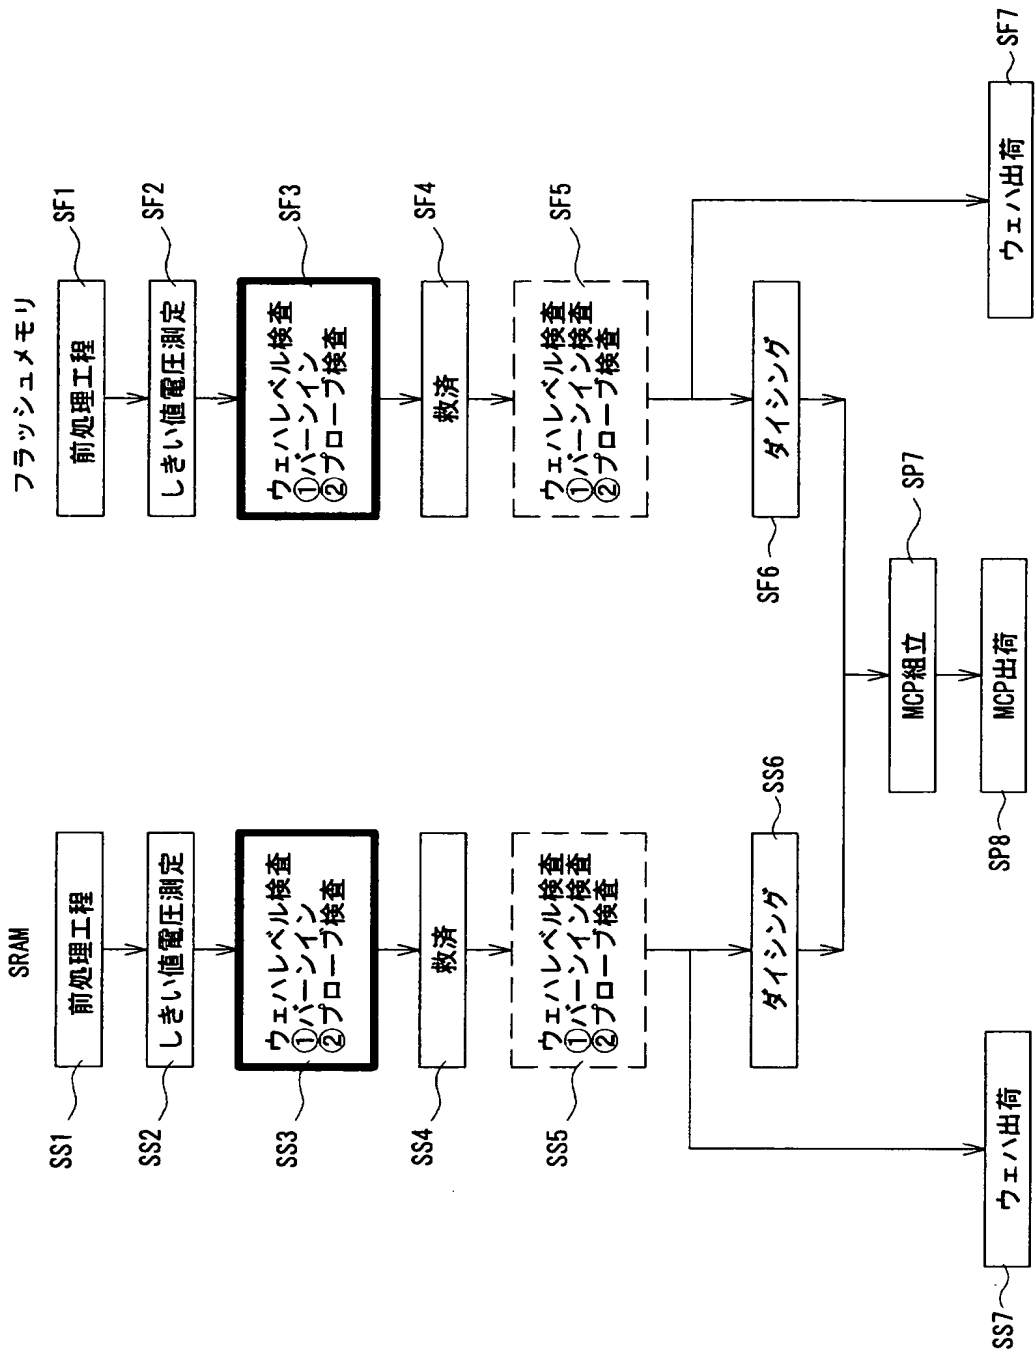 SRAM
SS1
前処理工程
SS2
しきい値電圧測定
SS3
ウェハレベル検査
①バーンイン
②プローブ検査
SS4
救済
SS5
ウェハレベル検査
①バーンイン検査
②プローブ検査
SS6
ダイシング
SS7
ウェハ出荷
フラッシュメモリ
SF1
前処理工程
SF2
しきい値電圧測定
SF3
ウェハレベル検査
①バーンイン
②プローブ検査
SF4
救済
SF5
ウェハレベル検査
①バーンイン検査
②プローブ検査
SF6
ダイシング
SF7
ウェハ出荷
SP7
MCP組立
SP8
MCP出荷